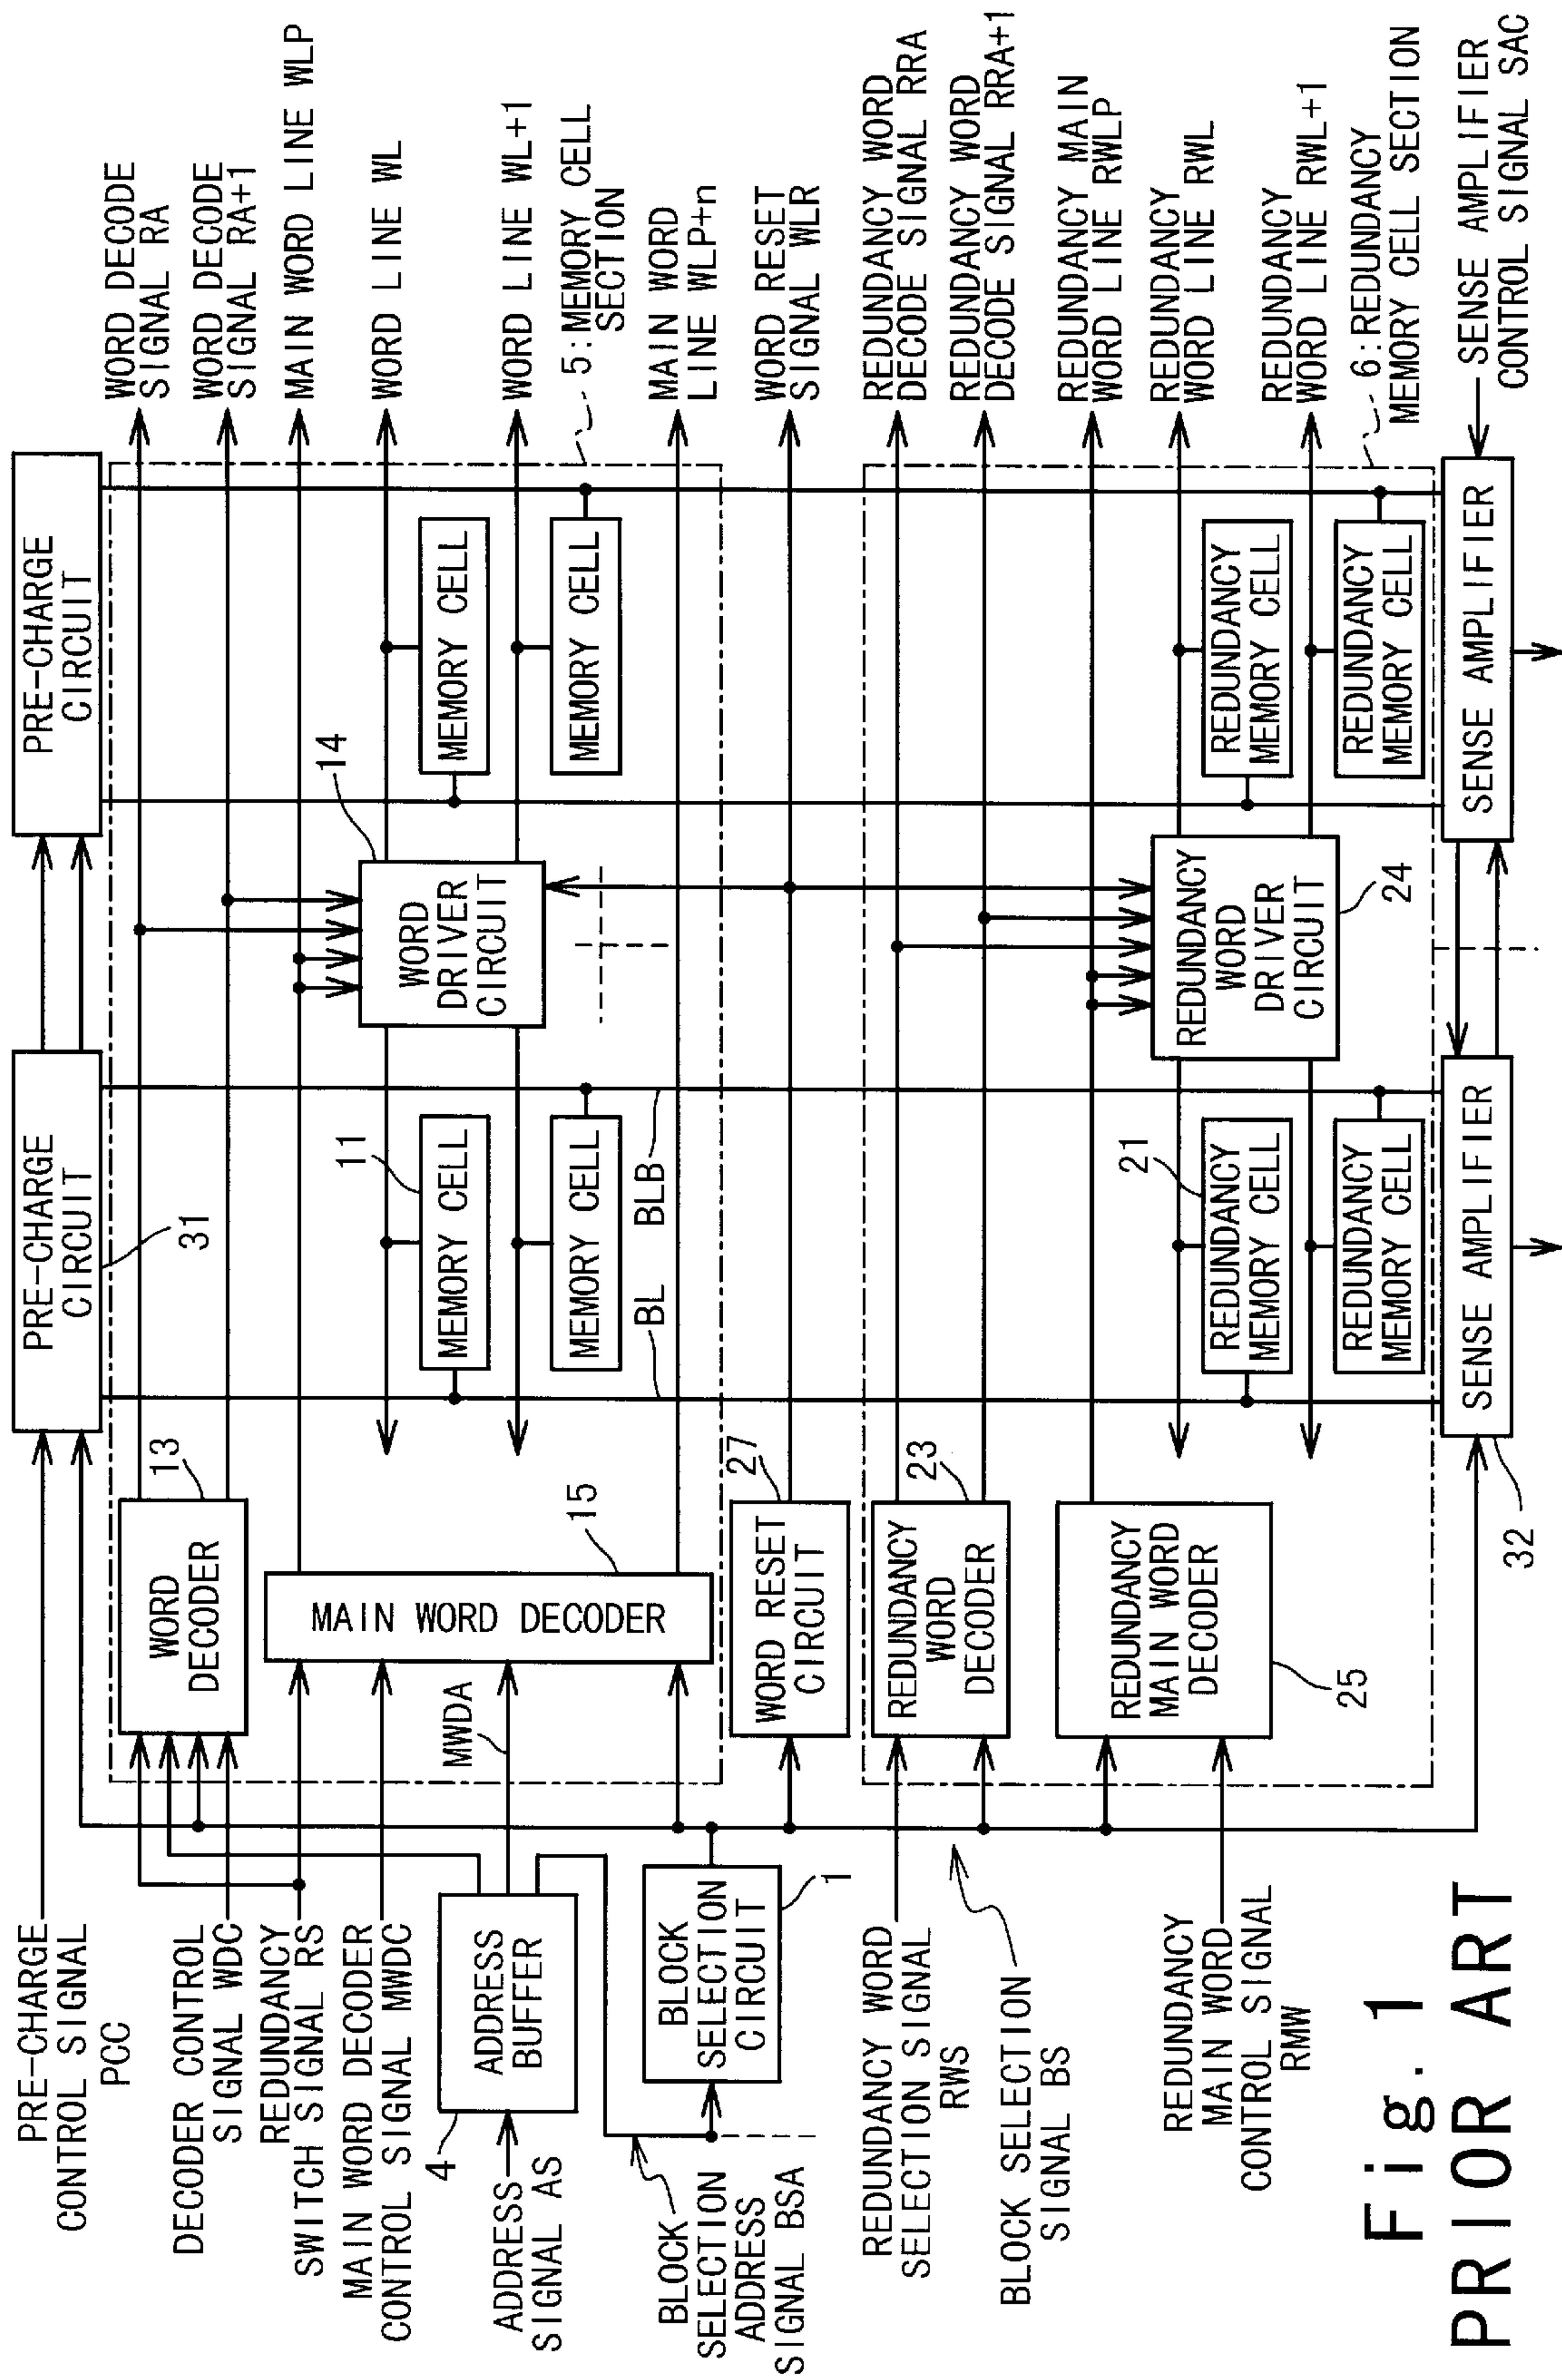 PRE-CHARGE
CONTROL SIGNAL
PCC
DECODER CONTROL
SIGNAL WDC
REDUNDANCY
SWITCH SIGNAL RS
MAIN WORD DECODER
CONTROL SIGNAL MWDC
4
ADDRESS
BUFFER
ADDRESS
SIGNAL AS
BLOCK
SELECTION
ADDRESS
SIGNAL BSA
BLOCK
SELECTION
CIRCUIT
1
REDUNDANCY WORD
SELECTION SIGNAL
RWS
BLOCK SELECTION
SIGNAL BS
REDUNDANCY
MAIN WORD
CONTROL SIGNAL
RMW
MWDA
WORD
DECODER
13
MAIN WORD DECODER
15
WORD RESET
CIRCUIT
27
REDUNDANCY
WORD
DECODER
23
REDUNDANCY
MAIN WORD
DECODER
25
PRE-CHARGE
CIRCUIT
31
11
MEMORY CELL
MEMORY CELL
BL
BLB
21
REDUNDANCY
MEMORY CELL
REDUNDANCY
MEMORY CELL
SENSE AMPLIFIER
32
14
WORD
DRIVER
CIRCUIT
REDUNDANCY
WORD
DRIVER
CIRCUIT
24
PRE-CHARGE
CIRCUIT
MEMORY CELL
MEMORY CELL
REDUNDANCY
MEMORY CELL
REDUNDANCY
MEMORY CELL
SENSE AMPLIFIER
WORD DECODE
SIGNAL RA
WORD DECODE
SIGNAL RA+1
MAIN WORD LINE WLP
WORD LINE WL
WORD LINE WL+1
5:MEMORY CELL
SECTION
MAIN WORD
LINE WLP+n
WORD RESET
SIGNAL WLR
REDUNDANCY WORD
DECODE SIGNAL RRA
REDUNDANCY WORD
DECODE SIGNAL RRA+1
REDUNDANCY MAIN
WORD LINE RWLP
REDUNDANCY
WORD LINE RWL
REDUNDANCY
WORD LINE RWL+1
6:REDUNDANCY
MEMORY CELL SECTION
SENSE AMPLIFIER
CONTROL SIGNAL SAC
Fig. 1
PRIOR ART